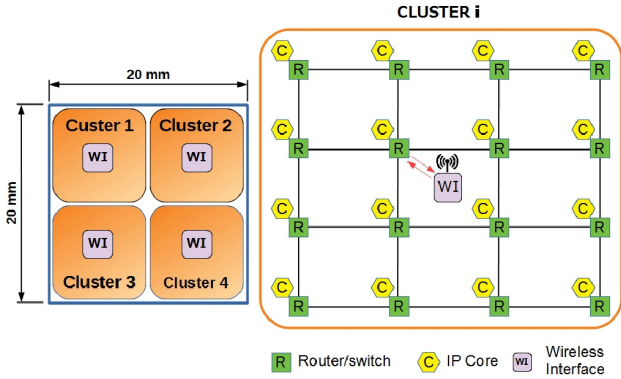 CLUSTER i
20 mm
20 mm
Custer 1
Cluster 2
WI
WI
WI
WI
Cluster 3
Cluster 4
C C C C
R R R R
C C C C
R R R R
WI
C C C C
R R R R
C C C C
R R R R
R Router/switch
C IP Core
WI Wireless
Interface